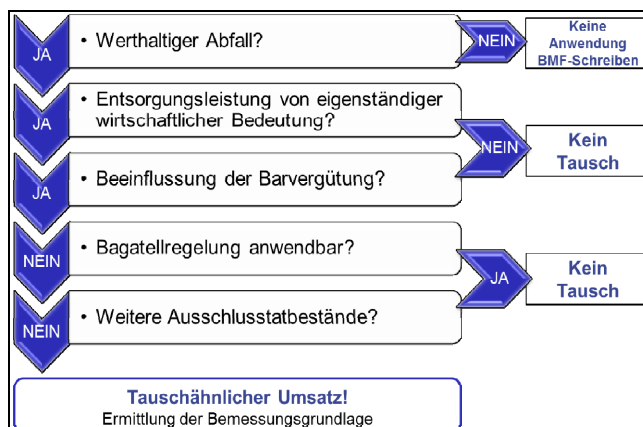 JA
• Werthaltiger Abfall?
NEIN
Keine
Anwendung
BMF-Schreiben
JA
• Entsorgungsleistung von eigenständiger
wirtschaftlicher Bedeutung?
NEIN
Kein
Tausch
JA
• Beeinflussung der Barvergütung?
NEIN
• Bagatellregelung anwendbar?
JA
Kein
Tausch
NEIN
• Weitere Ausschlusstatbestände?
Tauschähnlicher Umsatz!
Ermittlung der Bemessungsgrundlage